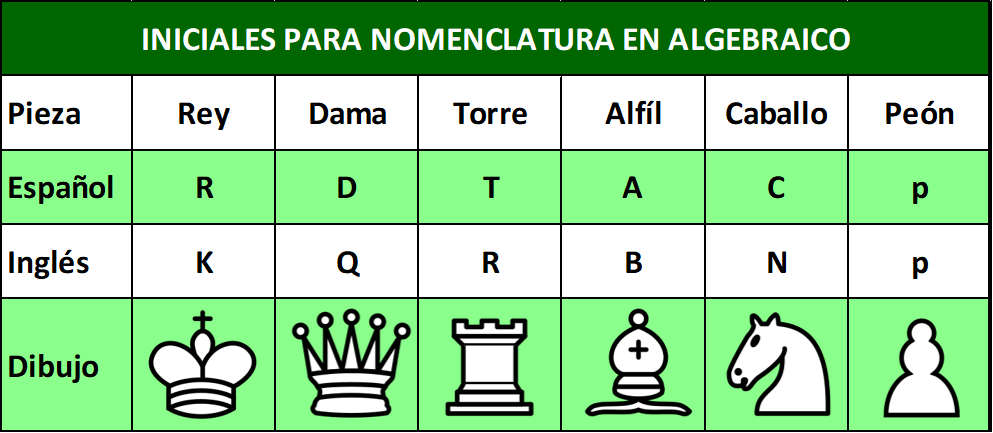 INICIALES PARA NOMENCLATURA EN ALGEBRAICO
Pieza Rey Dama Torre Alfíl Caballo Peón
Español R D T A C p
Inglés K Q R B N p
Dibujo